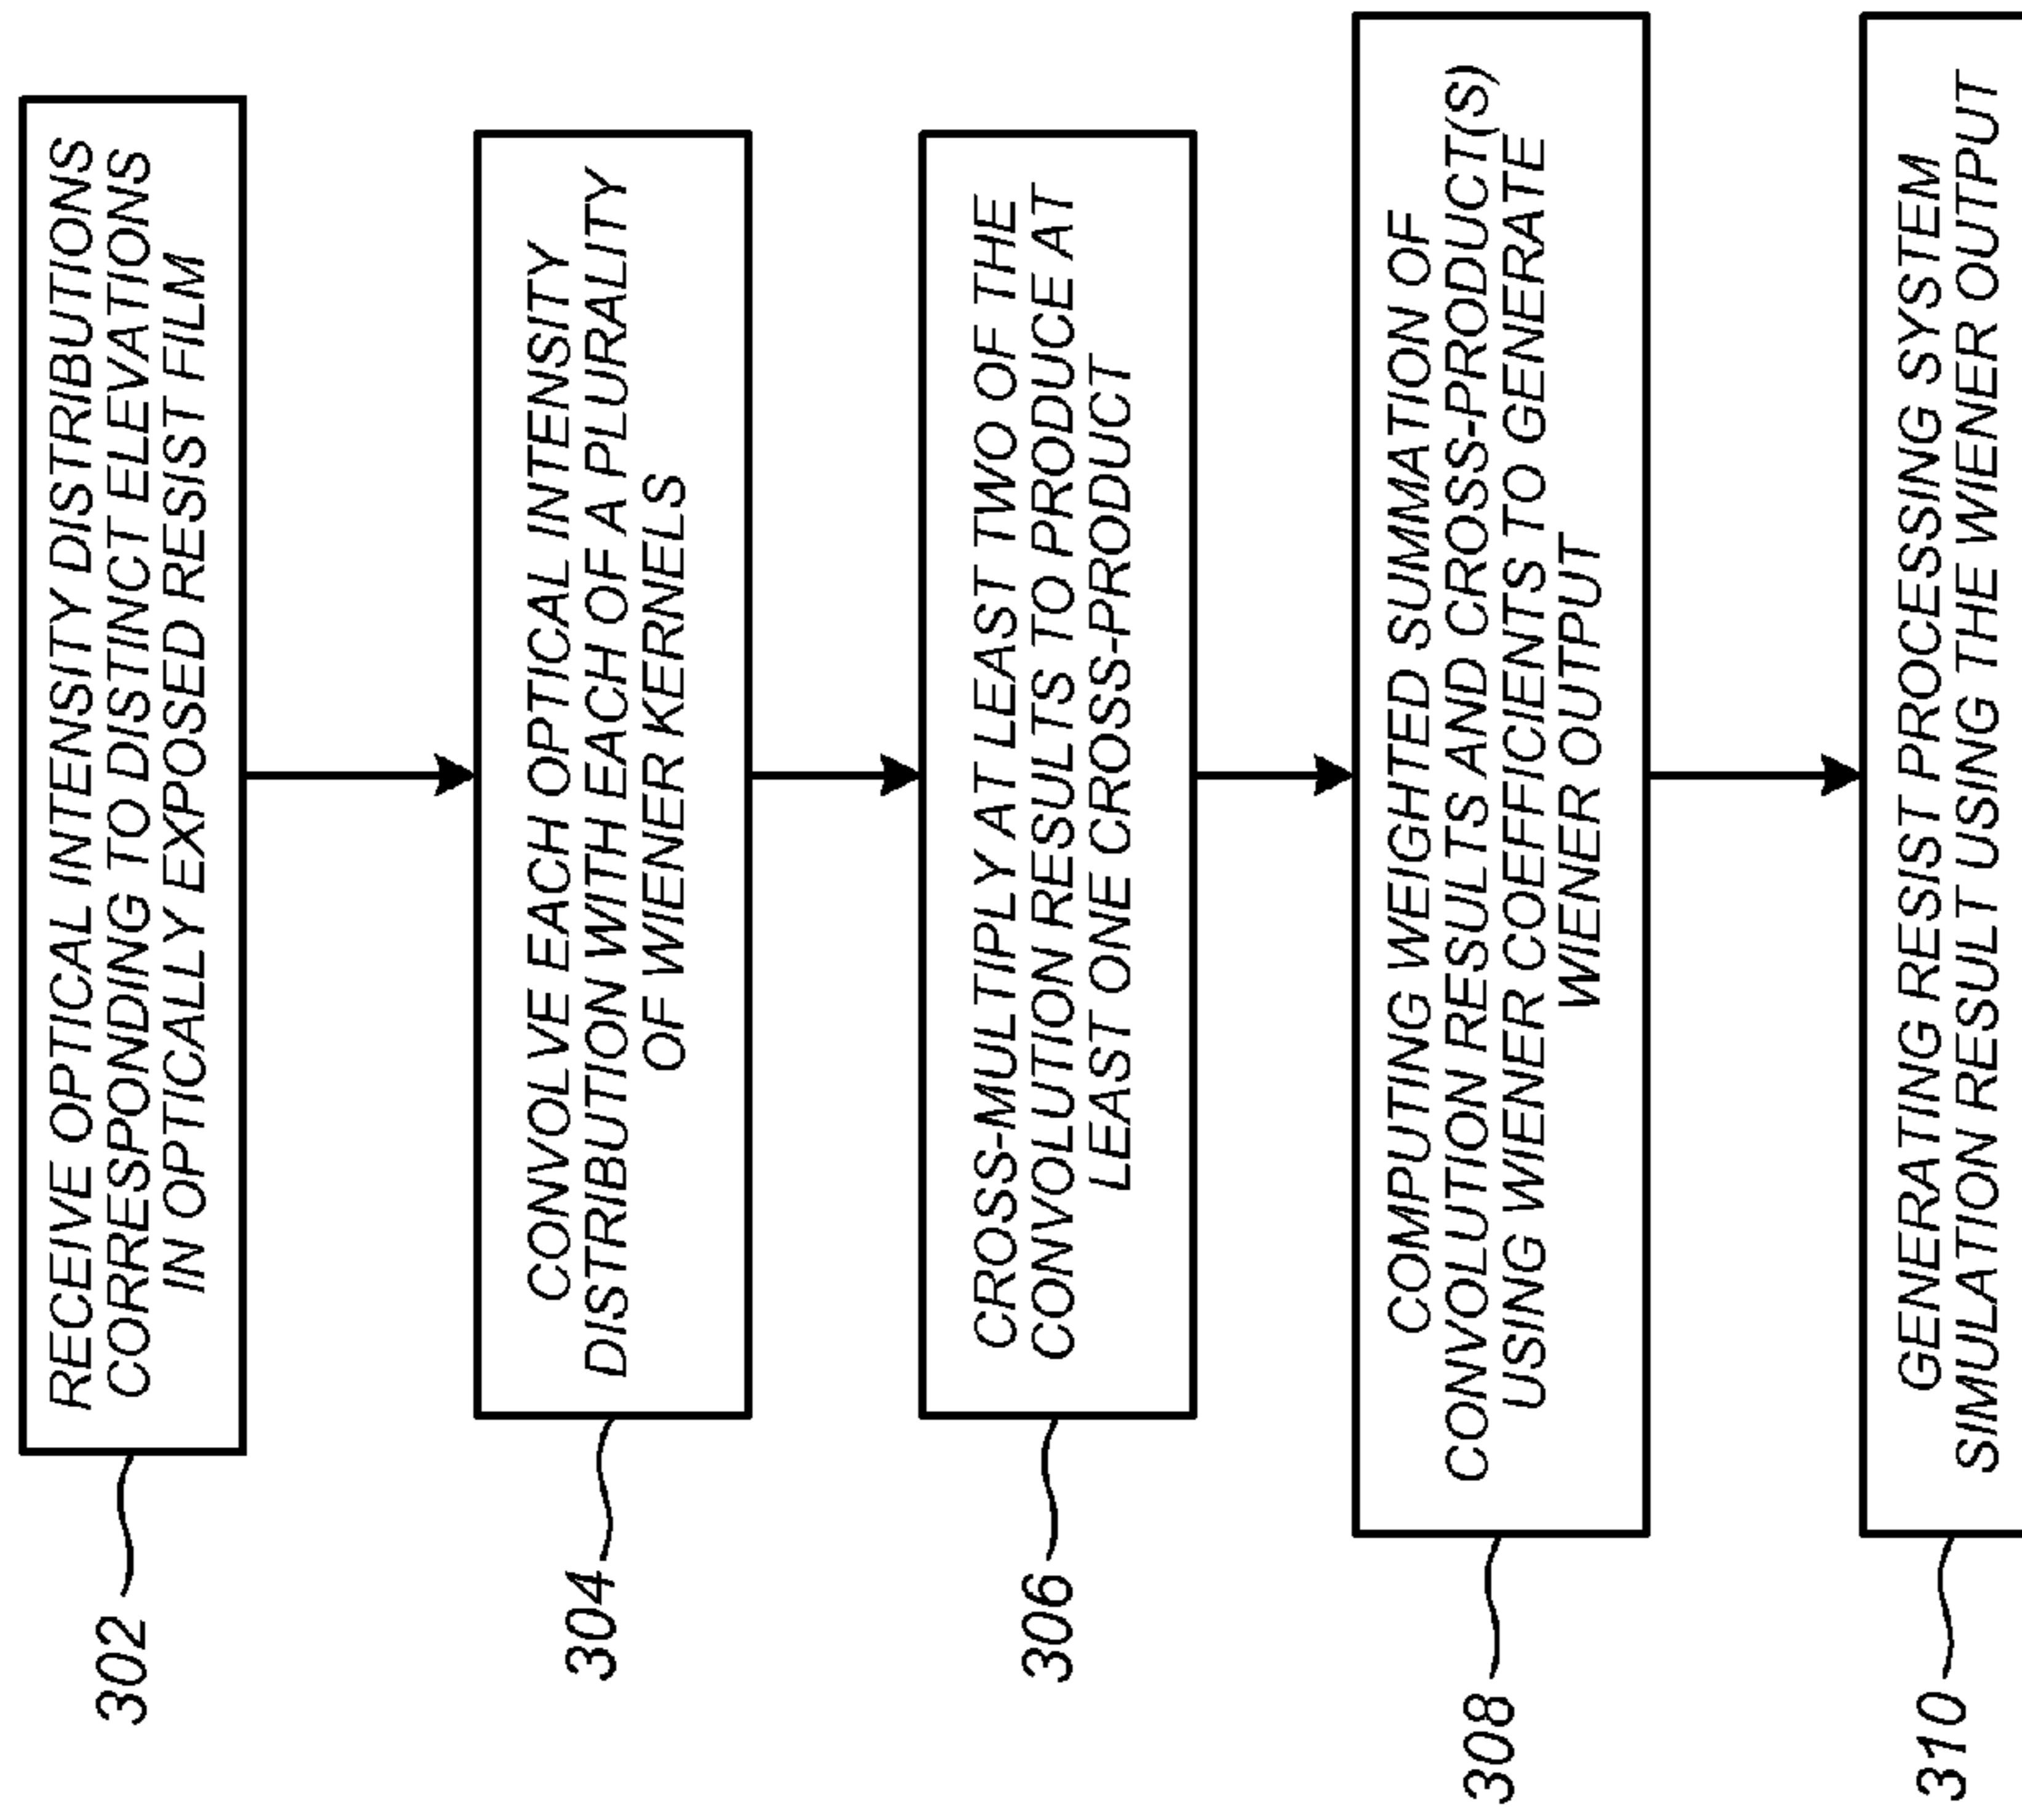 RECEIVE OPTICAL INTENSITY DISTRIBUTIONS
CORRESPONDING TO DISTINCT ELEVATIONS
IN OPTICALLY EXPOSED RESIST FILM
302
CONVOLVE EACH OPTICAL INTENSITY
DISTRIBUTION WITH EACH OF A PLURALITY
OF WIENER KERNELS
304
CROSS-MULTIPLY AT LEAST TWO OF THE
CONVOLUTION RESULTS TO PRODUCE AT
LEAST ONE CROSS-PRODUCT
306
COMPUTING WEIGHTED SUMMATION OF
CONVOLUTION RESULTS AND CROSS-PRODUCT(S)
USING WIENER COEFFICIENTS TO GENERATE
WIENER OUTPUT
308
GENERATING RESIST PROCESSING SYSTEM
SIMULATION RESULT USING THE WIENER OUTPUT
310